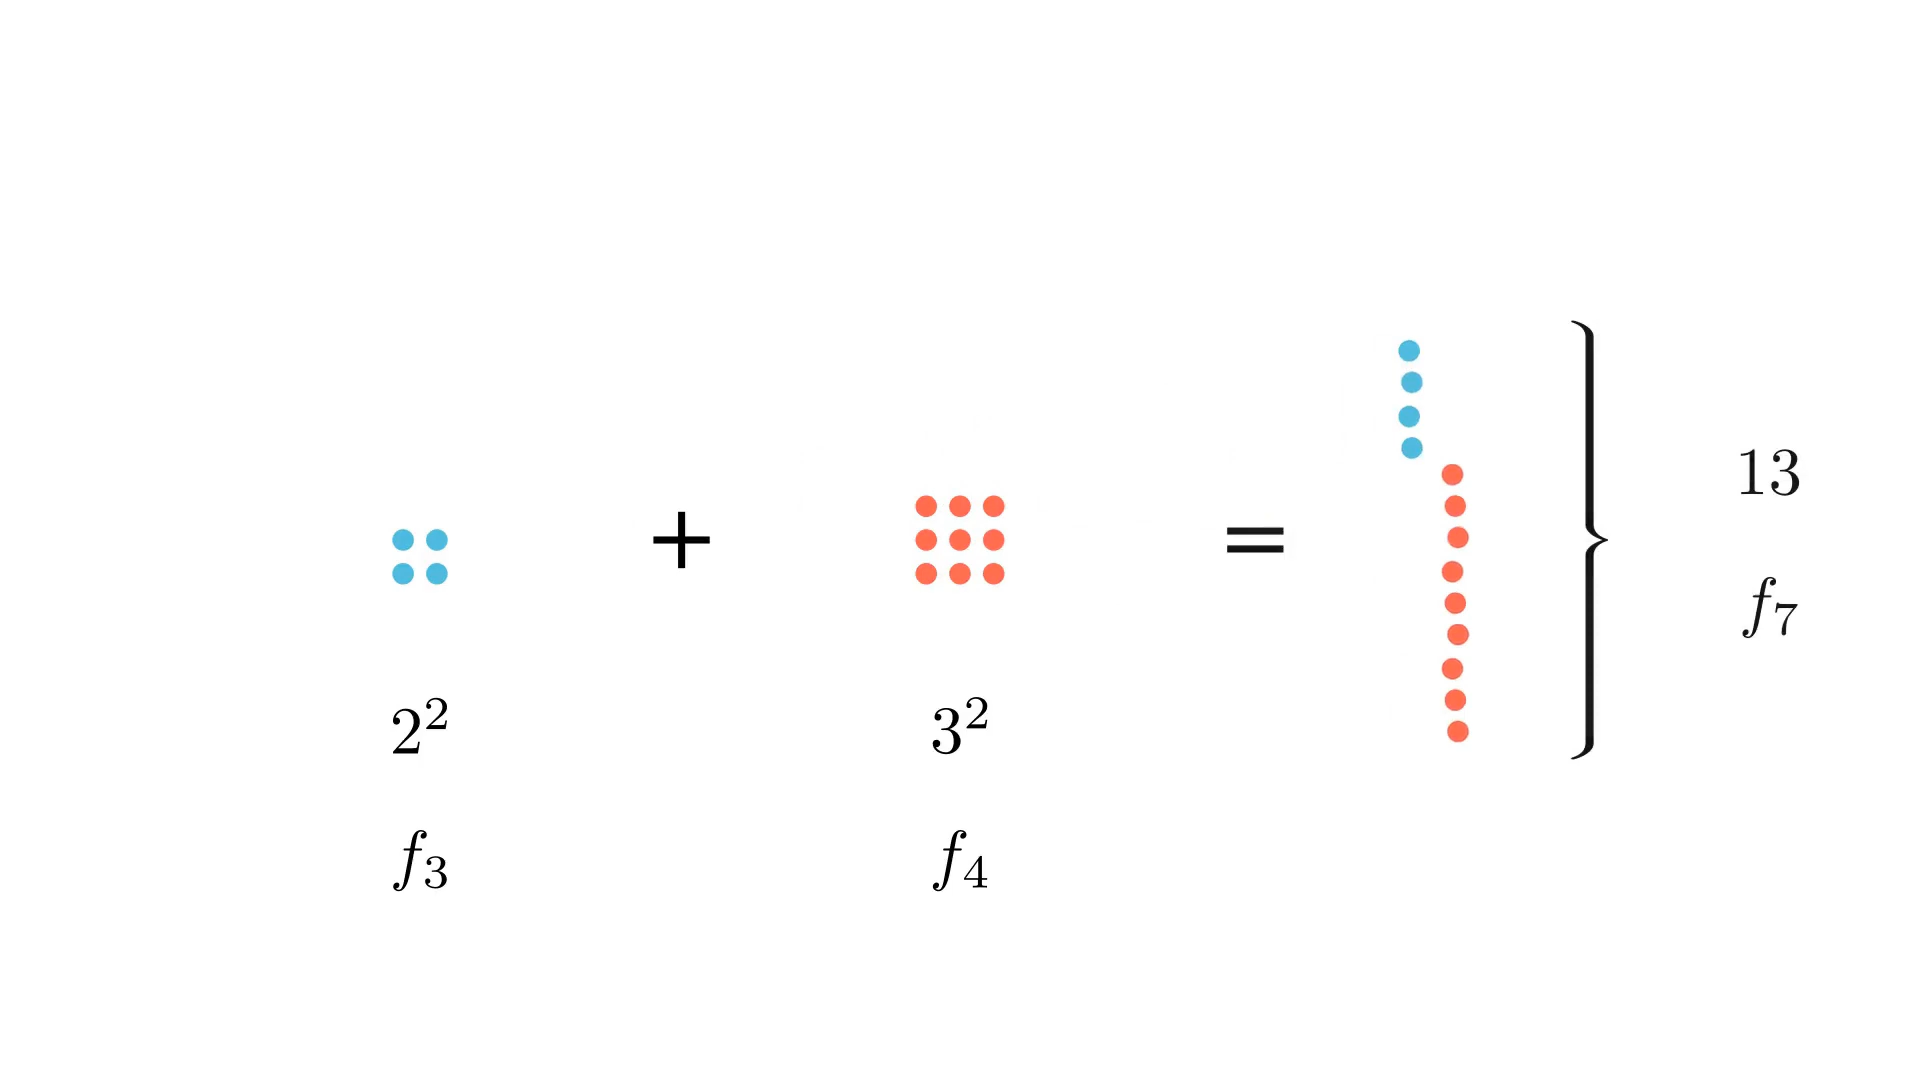 + =
13
f₇
2² 3²
f₃ f₄